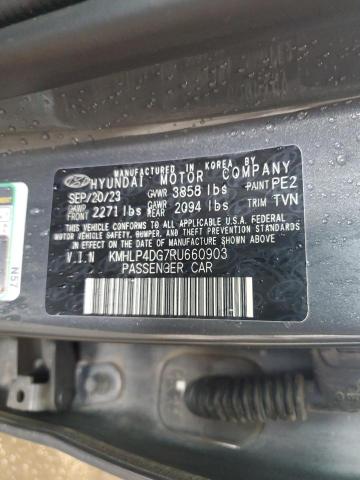 MANUFACTURED IN KOREA BY
HYUNDAI MOTOR COMPANY
SEP/20/23 GVWR 3858 lbs PAINT PE2
GAWR FRONT 2271 lbs GAWR REAR 2094 lbs TRIM TVN
THIS VEHICLE CONFORMS TO ALL APPLICABLE U.S.
FEDERAL MOTOR VEHICLE SAFETY, BUMPER, AND THEFT
PREVENTION STANDARDS IN EFFECT ON THE DATE OF
MANUFACTURE SHOWN ABOVE.
V.I.N KMHLP4DG7RU660903
PASSENGER CAR
N57